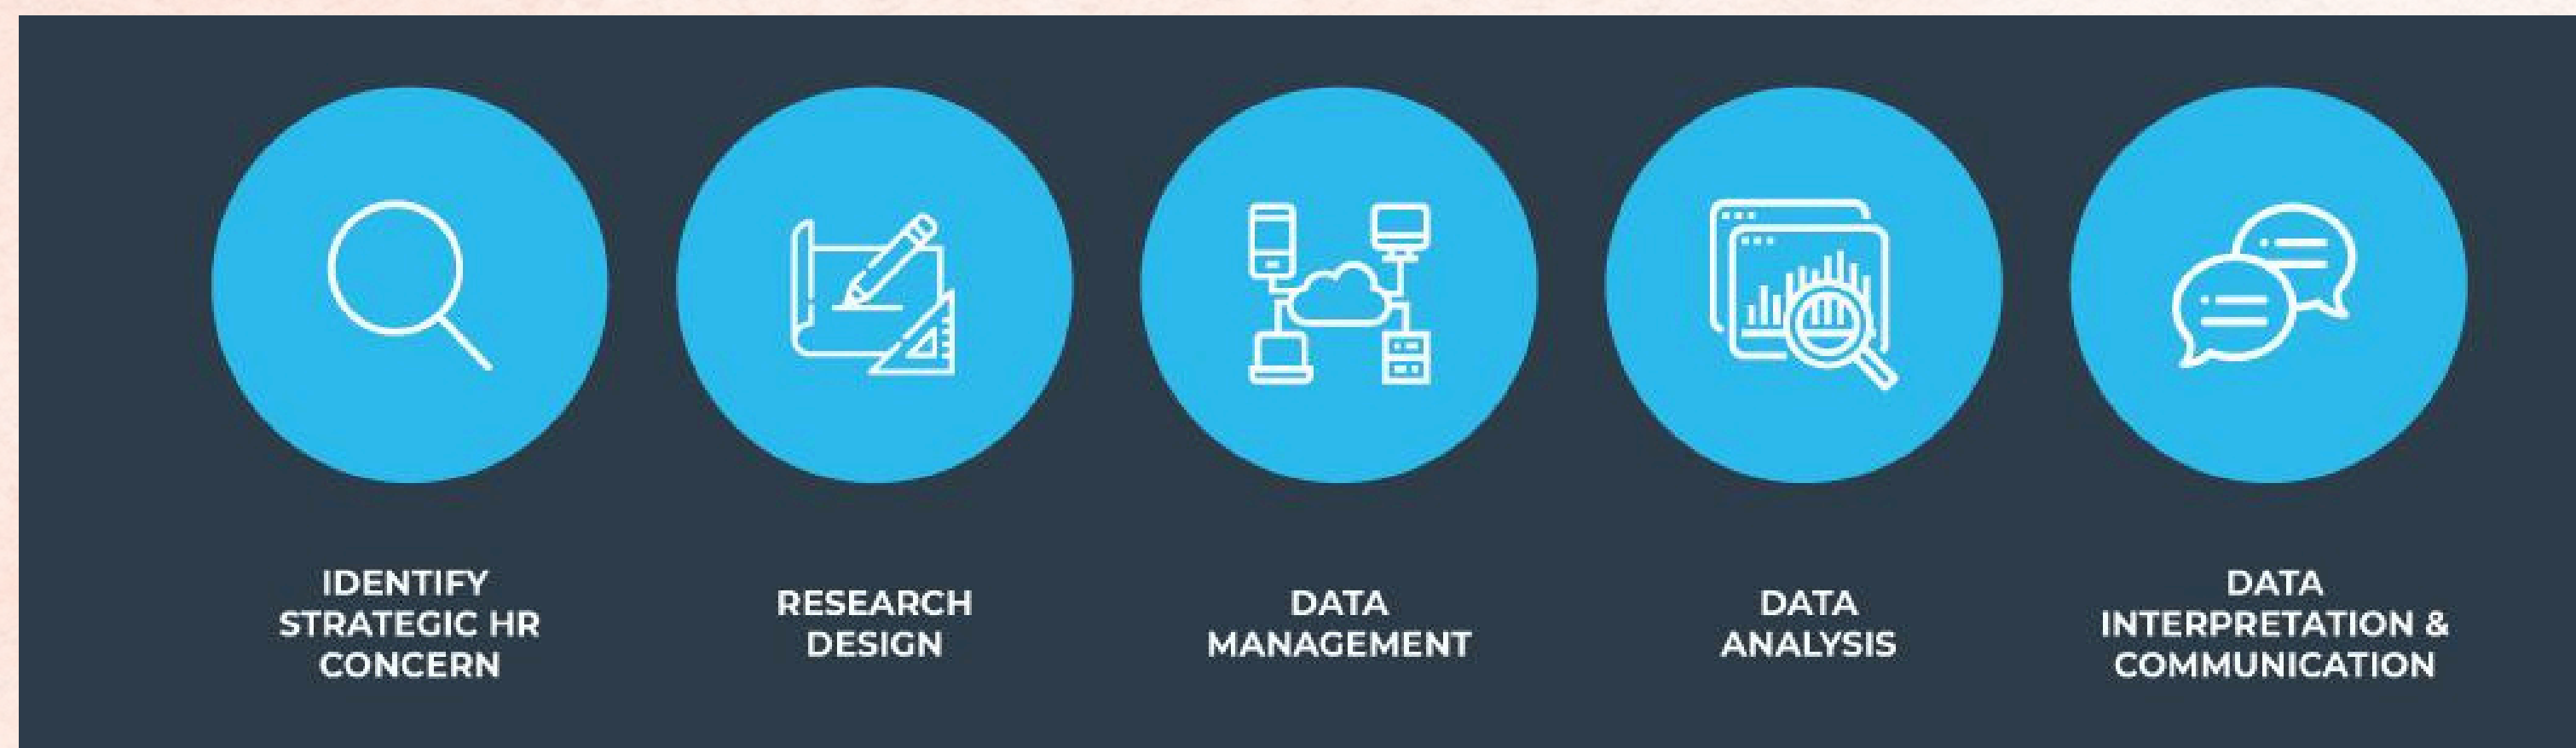 IDENTIFY
STRATEGIC HR
CONCERN
RESEARCH
DESIGN
DATA
MANAGEMENT
DATA
ANALYSIS
DATA
INTERPRETATION &
COMMUNICATION